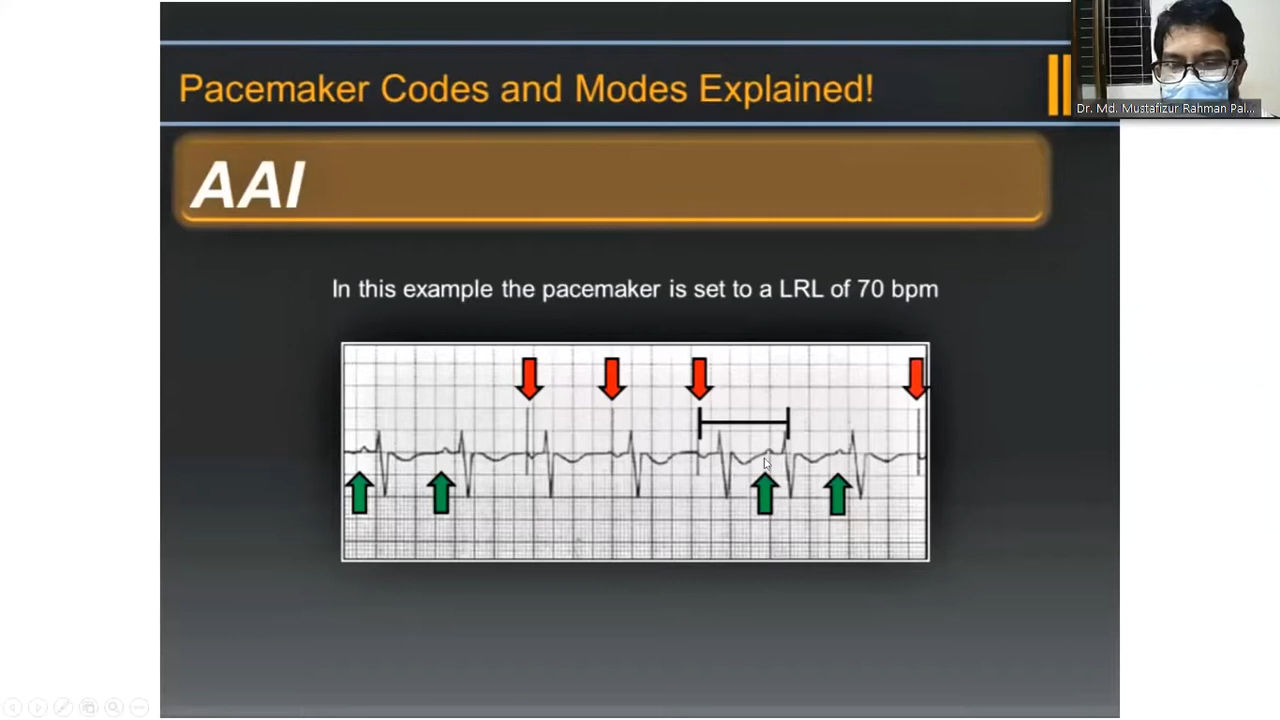 Pacemaker Codes and Modes Explained!
Dr. Md. Mustafizur Rahman Pal...
AAI
In this example the pacemaker is set to a LRL of 70 bpm